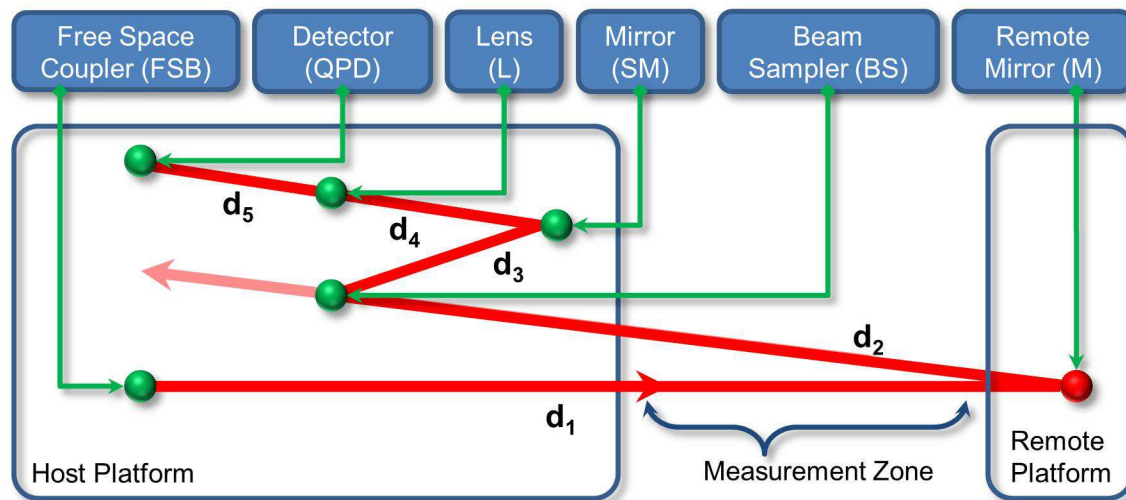 Free Space
Coupler (FSB)
Detector
(QPD)
Lens
(L)
Mirror
(SM)
Beam
Sampler (BS)
Remote
Mirror (M)
d5
d4
d3
d2
d1
Host Platform
Measurement Zone
Remote
Platform